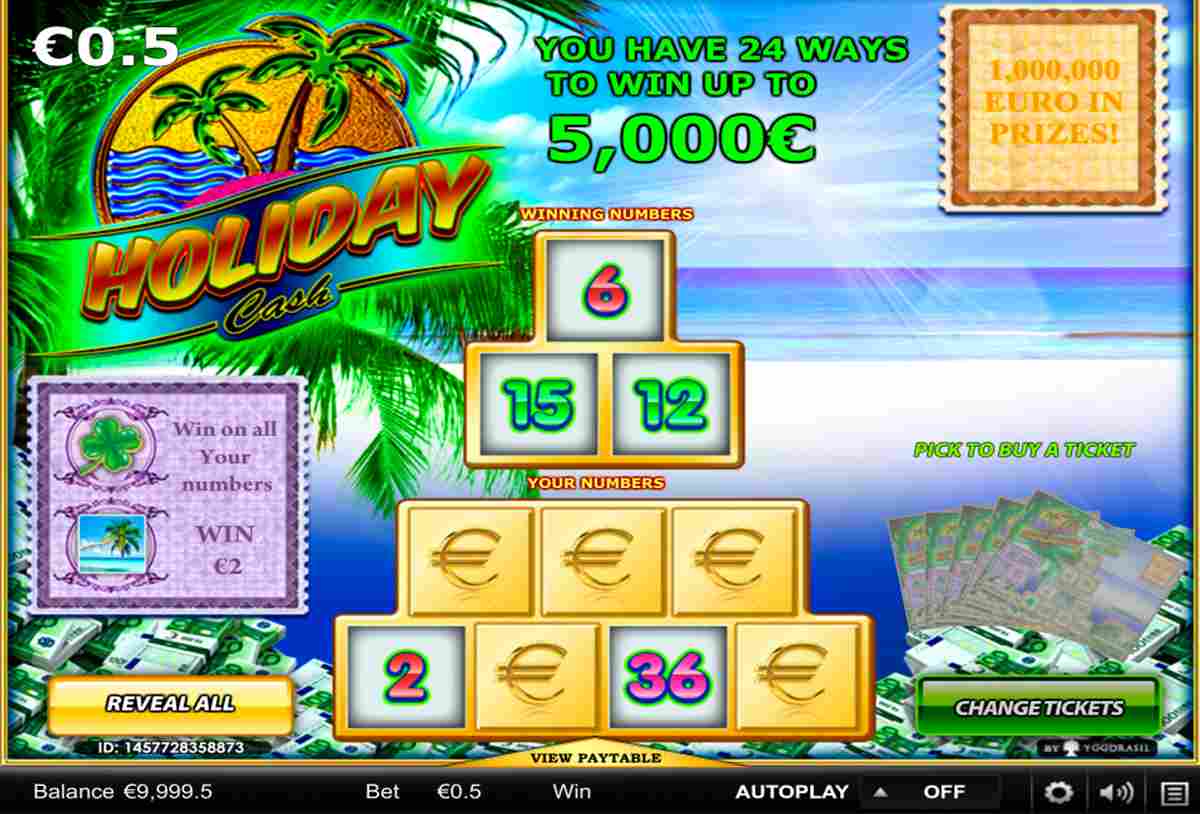 €0.5
HOLIDAY
Cash
YOU HAVE 24 WAYS
TO WIN UP TO
5,000€
1,000,000
EURO IN
PRIZES!
WINNING NUMBERS
6
15 12
Win on all
Your
numbers
WIN
€2
PICK TO BUY A TICKET
YOUR NUMBERS
€ € €
2 € 36 €
REVEAL ALL
CHANGE TICKETS
ID: 1457728358873
BY YGGDRASIL
VIEW PAYTABLE
Balance €9,999.5 Bet €0.5 Win AUTOPLAY OFF